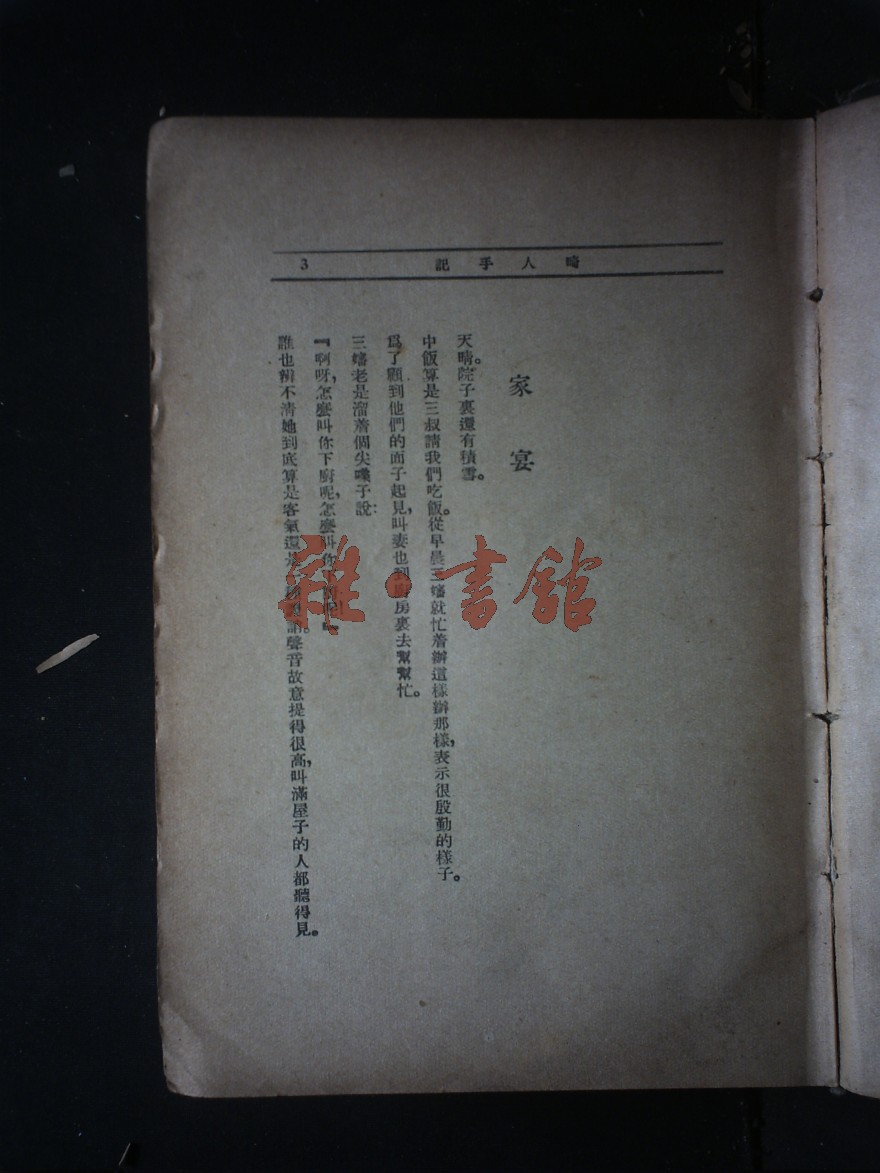 畸人手記
3
家宴
天晴。院子裏還有積雪。
中飯算是三叔請我們吃飯。從早晨三嬸就忙着辦這樣辦那樣,表示很殷勤的樣子。
爲了顧到他們的面子起見,叫妻也到廚房裏去幫幫忙。
三嬸老是溜着個尖嗓子說:
『啊呀,怎麼叫你下廚呢,怎麼叫你
誰也辨不清她到底算是客氣還是 聲音故意提得很高,叫滿屋子的人都聽得見。
雜·書館